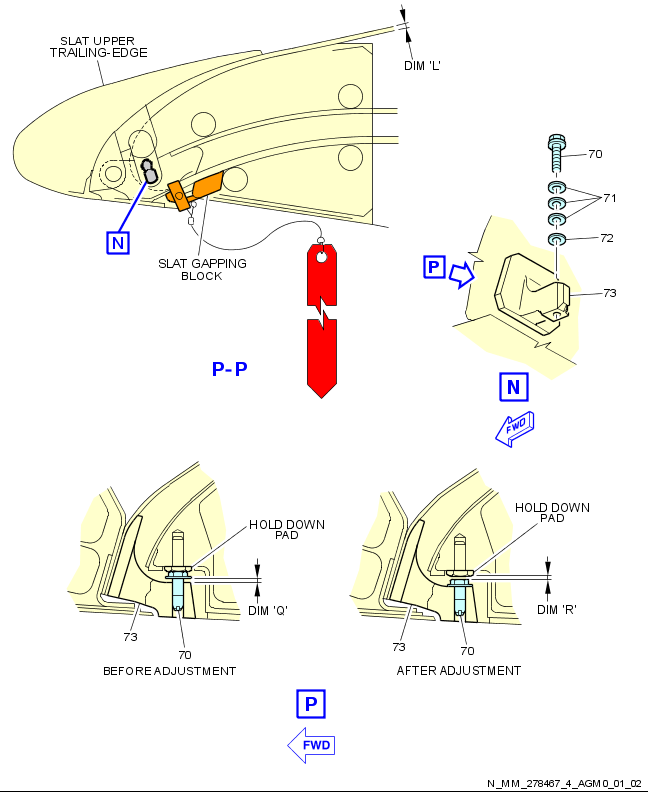 SLAT UPPER
TRAILING-EDGE
DIM 'L'
70
71
72
73
P
N
SLAT GAPPING
BLOCK
P-P
N
FWD
HOLD DOWN
PAD
DIM 'Q'
73
70
BEFORE ADJUSTMENT
HOLD DOWN
PAD
DIM 'R'
73
70
AFTER ADJUSTMENT
P
FWD
N_MM_278467_4_AGM0_01_02